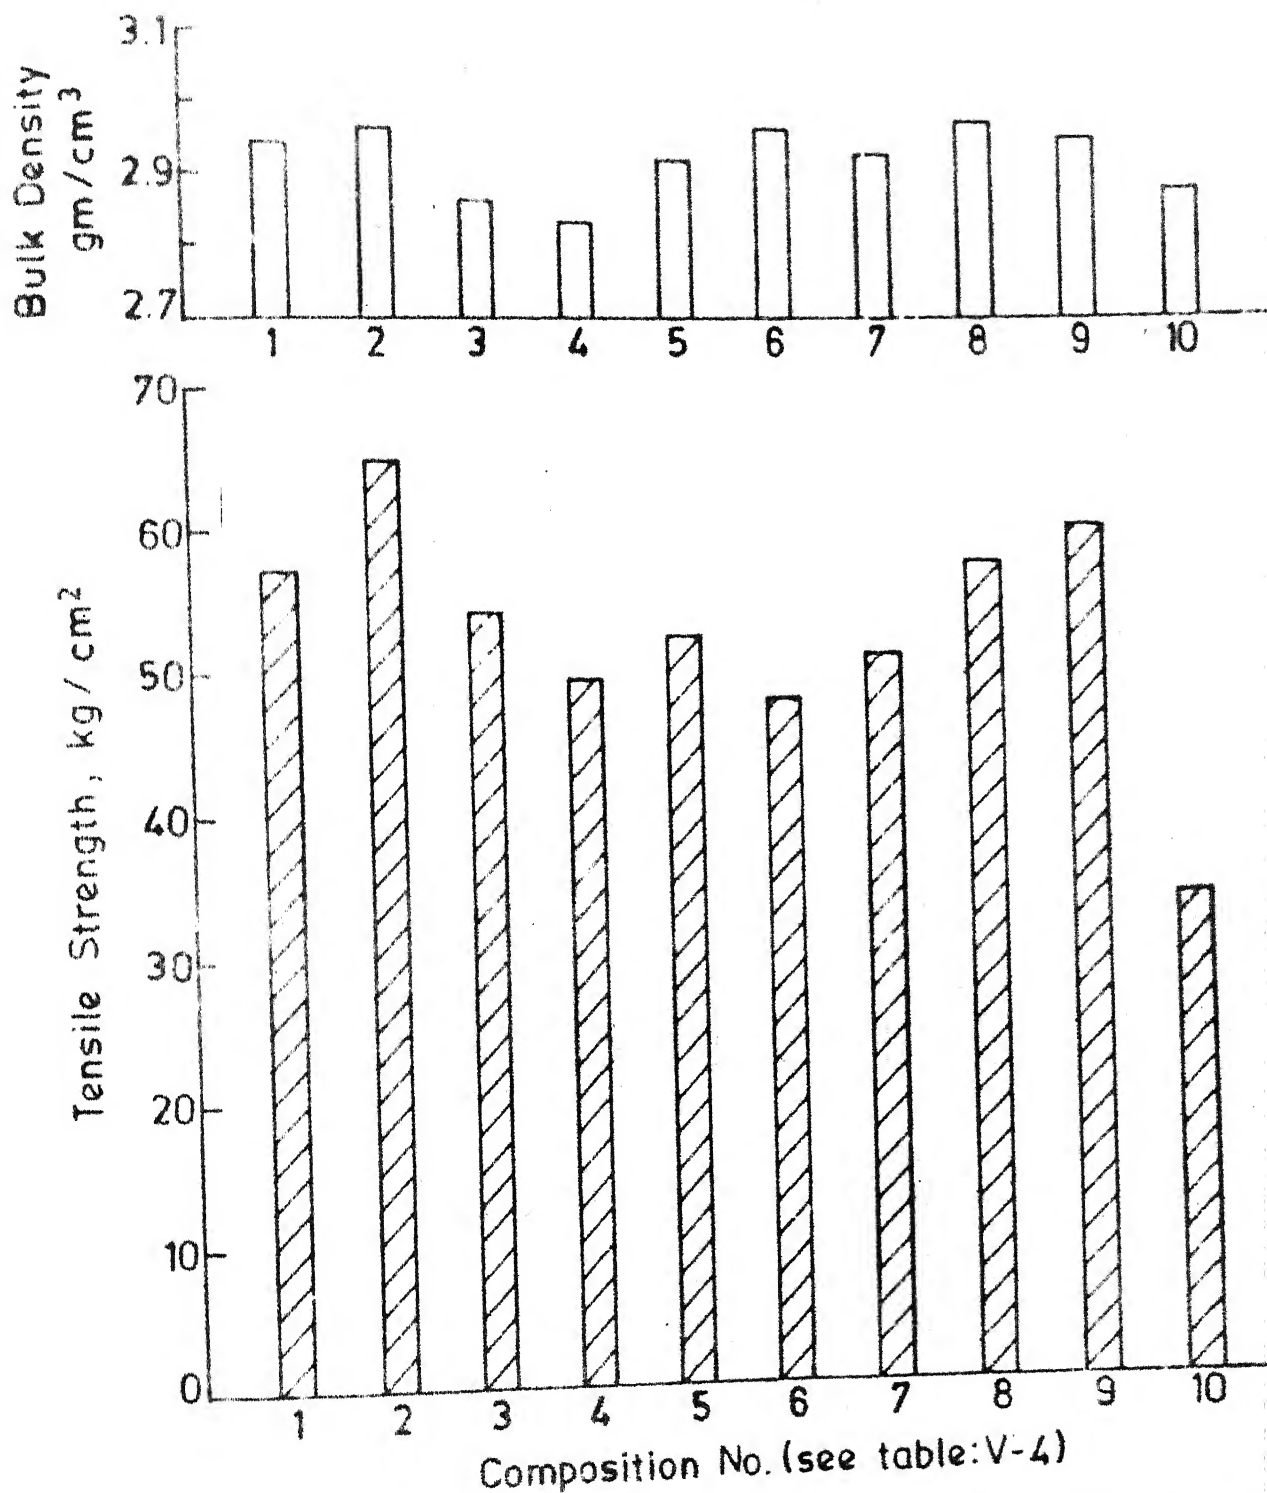 3.1
2.9
2.7
Bulk Density
gm/cm³
1 2 3 4 5 6 7 8 9 10
70
60
50
40
30
20
10
0
Tensile Strength, kg/cm²
1 2 3 4 5 6 7 8 9 10
Composition No. (see table: V-4)